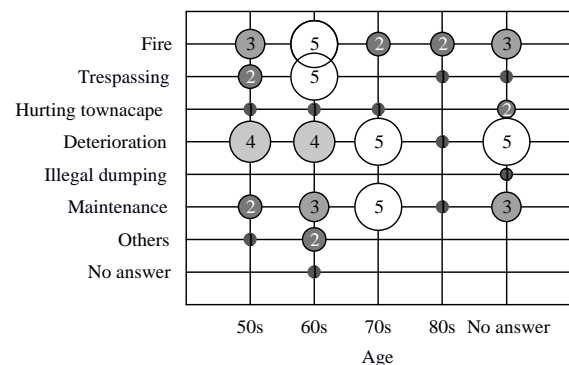 Fire 3 5 2 2 3
Trespassing 2 5
Hurting townacape 2
Deterioration 4 4 5 5
Illegal dumping
Maintenance 2 3 5 3
Others 2
No answer
50s 60s 70s 80s No answer
Age